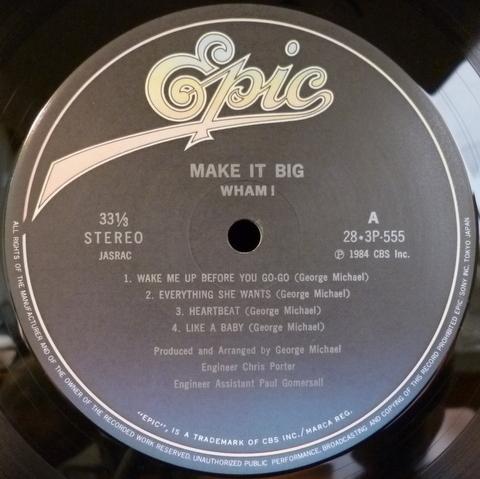 Epic
MAKE IT BIG
WHAM!
33⅓
STEREO
JASRAC
A
28・3P-555
℗ 1984 CBS Inc.
1. WAKE ME UP BEFORE YOU GO-GO (George Michael)
2. EVERYTHING SHE WANTS (George Michael)
3. HEARTBEAT (George Michael)
4. LIKE A BABY (George Michael)
Produced and Arranged by George Michael
Engineer Chris Porter
Engineer Assistant Paul Gomersall
"EPIC", IS A TRADEMARK OF CBS INC./MARCA REG.
ALL RIGHTS OF THE MANUFACTURER AND OF THE OWNER OF THE RECORDED WORK RESERVED. UNAUTHORIZED PUBLIC PERFORMANCE, BROADCASTING AND COPYING OF THIS RECORD PROHIBITED EPIC SONY INC. TOKYO JAPAN